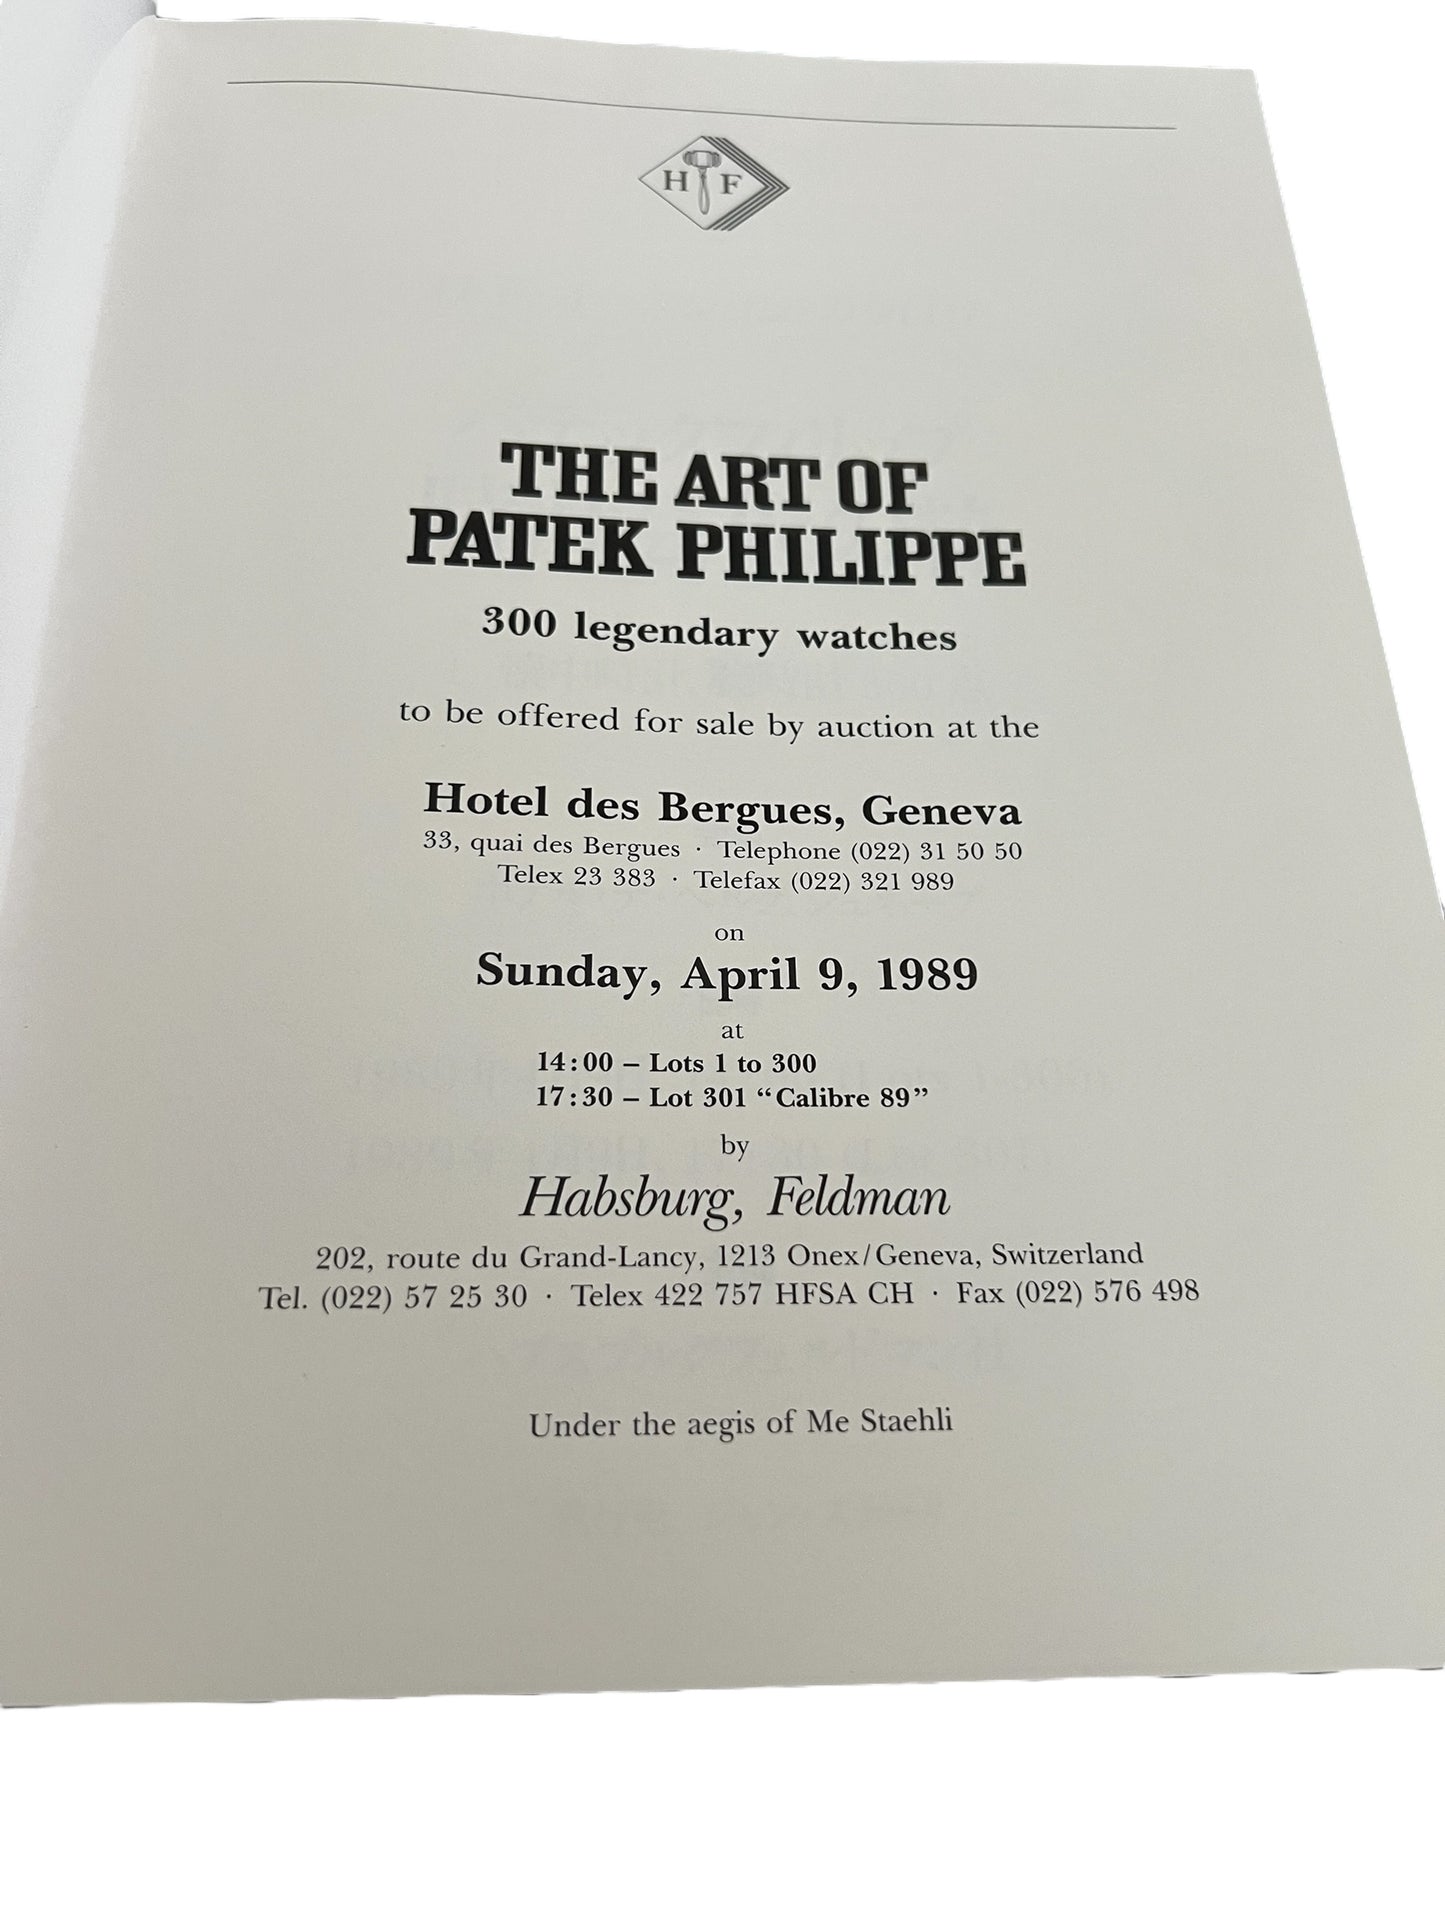 H F
THE ART OF
PATEK PHILIPPE
300 legendary watches
to be offered for sale by auction at the
Hotel des Bergues, Geneva
33, quai des Bergues · Telephone (022) 31 50 50
Telex 23 383 · Telefax (022) 321 989
on
Sunday, April 9, 1989
at
14:00 – Lots 1 to 300
17:30 – Lot 301 “Calibre 89”
by
Habsburg, Feldman
202, route du Grand-Lancy, 1213 Onex/Geneva, Switzerland
Tel. (022) 57 25 30 · Telex 422 757 HFSA CH · Fax (022) 576 498
Under the aegis of Me Staehli